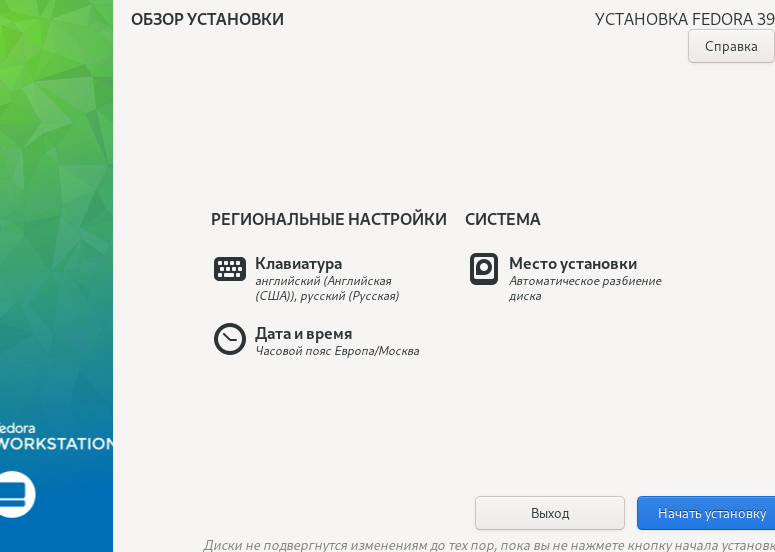 ОБЗОР УСТАНОВКИ
УСТАНОВКА FEDORA 39
Справка
РЕГИОНАЛЬНЫЕ НАСТРОЙКИ
СИСТЕМА
Клавиатура
английский (Английская
(США)), русский (Русская)
Место установки
Автоматическое разбиение
диска
Дата и время
Часовой пояс Европа/Москва
fedora
WORKSTATION
Выход
Начать установку
Диски не подвергнутся изменениям до тех пор, пока вы не нажмете кнопку начала установк